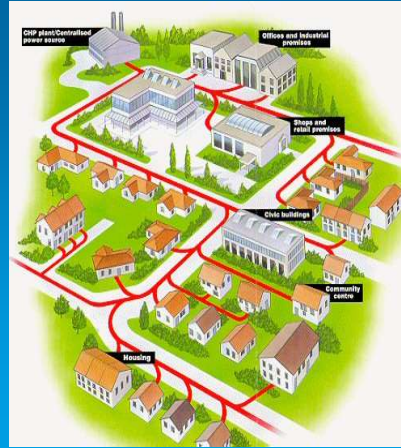 CHP plant/Centralised
power source
Offices and industrial
premises
Shops and
retail premises
Civic buildings
Community
centre
Housing